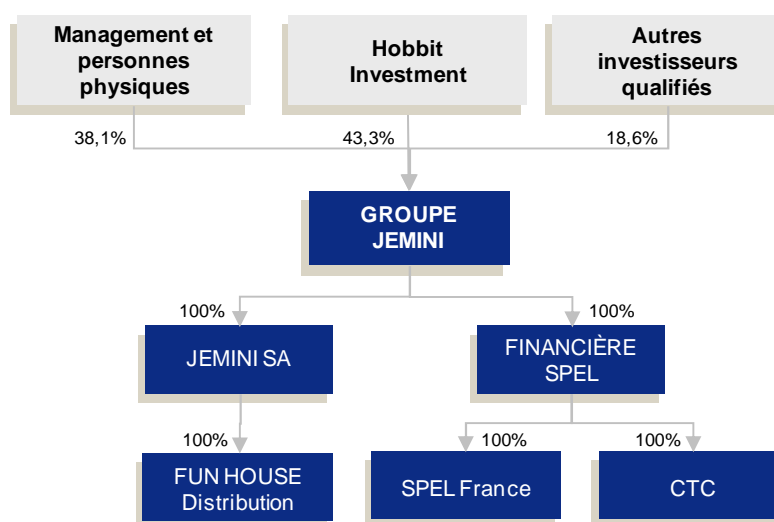 Management et
personnes
physiques
Hobbit
Investment
Autres
investisseurs
qualifiés
38,1%
43,3%
18,6%
GROUPE
JEMINI
100%
100%
JEMINI SA
FINANCIÈRE
SPEL
100%
100%
100%
FUN HOUSE
Distribution
SPEL France
CTC